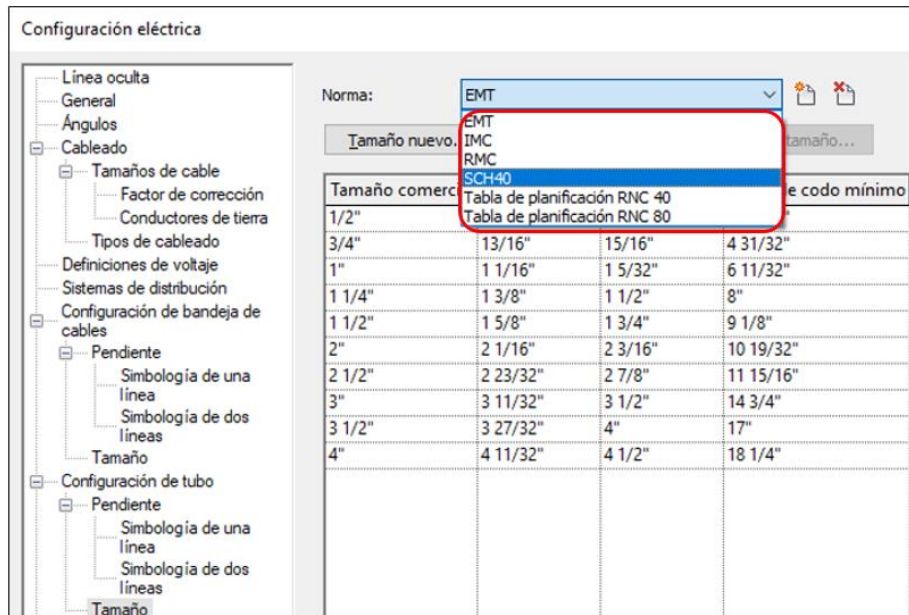 Configuración eléctrica
Línea oculta
General
Ángulos
Cableado
Tamaños de cable
Factor de corrección
Conductores de tierra
Tipos de cableado
Definiciones de voltaje
Sistemas de distribución
Configuración de bandeja de
cables
Pendiente
Simbología de una
línea
Simbología de dos
líneas
Tamaño
Configuración de tubo
Pendiente
Simbología de una
línea
Simbología de dos
líneas
Tamaño
Norma: EMT
EMT
IMC
RMC
SCH40
Tabla de planificación RNC 40
Tabla de planificación RNC 80
Tamaño nuevo. tamaño...
Tamaño comerc e codo mínimo
1/2"
3/4" 13/16" 15/16" 4 31/32"
1" 1 1/16" 1 5/32" 6 11/32"
1 1/4" 1 3/8" 1 1/2" 8"
1 1/2" 1 5/8" 1 3/4" 9 1/8"
2" 2 1/16" 2 3/16" 10 19/32"
2 1/2" 2 23/32" 2 7/8" 11 15/16"
3" 3 11/32" 3 1/2" 14 3/4"
3 1/2" 3 27/32" 4" 17"
4" 4 11/32" 4 1/2" 18 1/4"